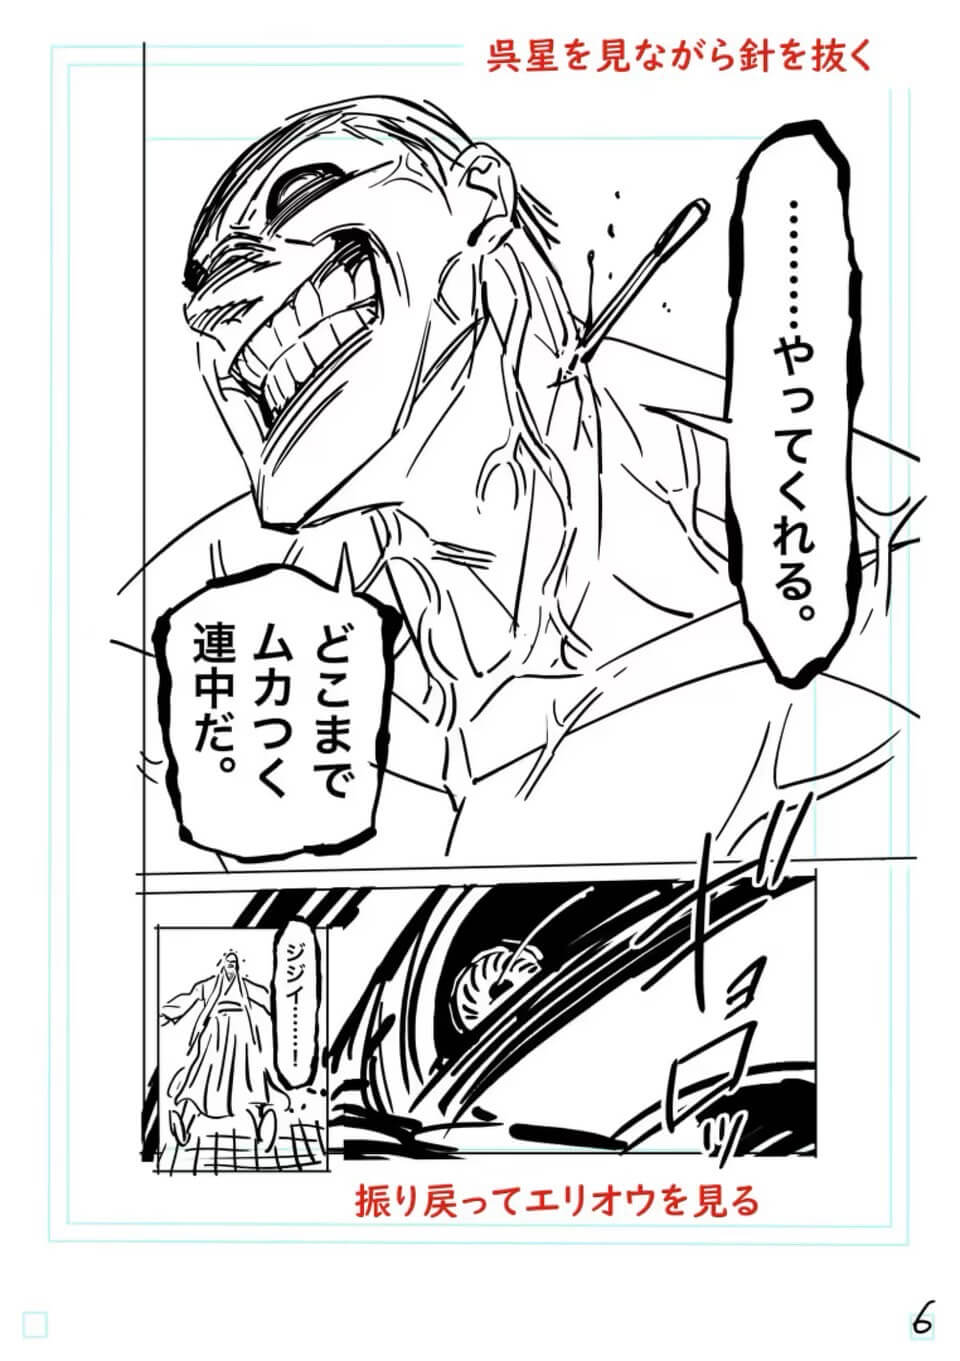 呉星を見ながら針を抜く
…………やってくれる。
どこまで
ムカつく
連中だ。
ギョロッ
ジジイ………！
振り戻ってエリオウを見る
6